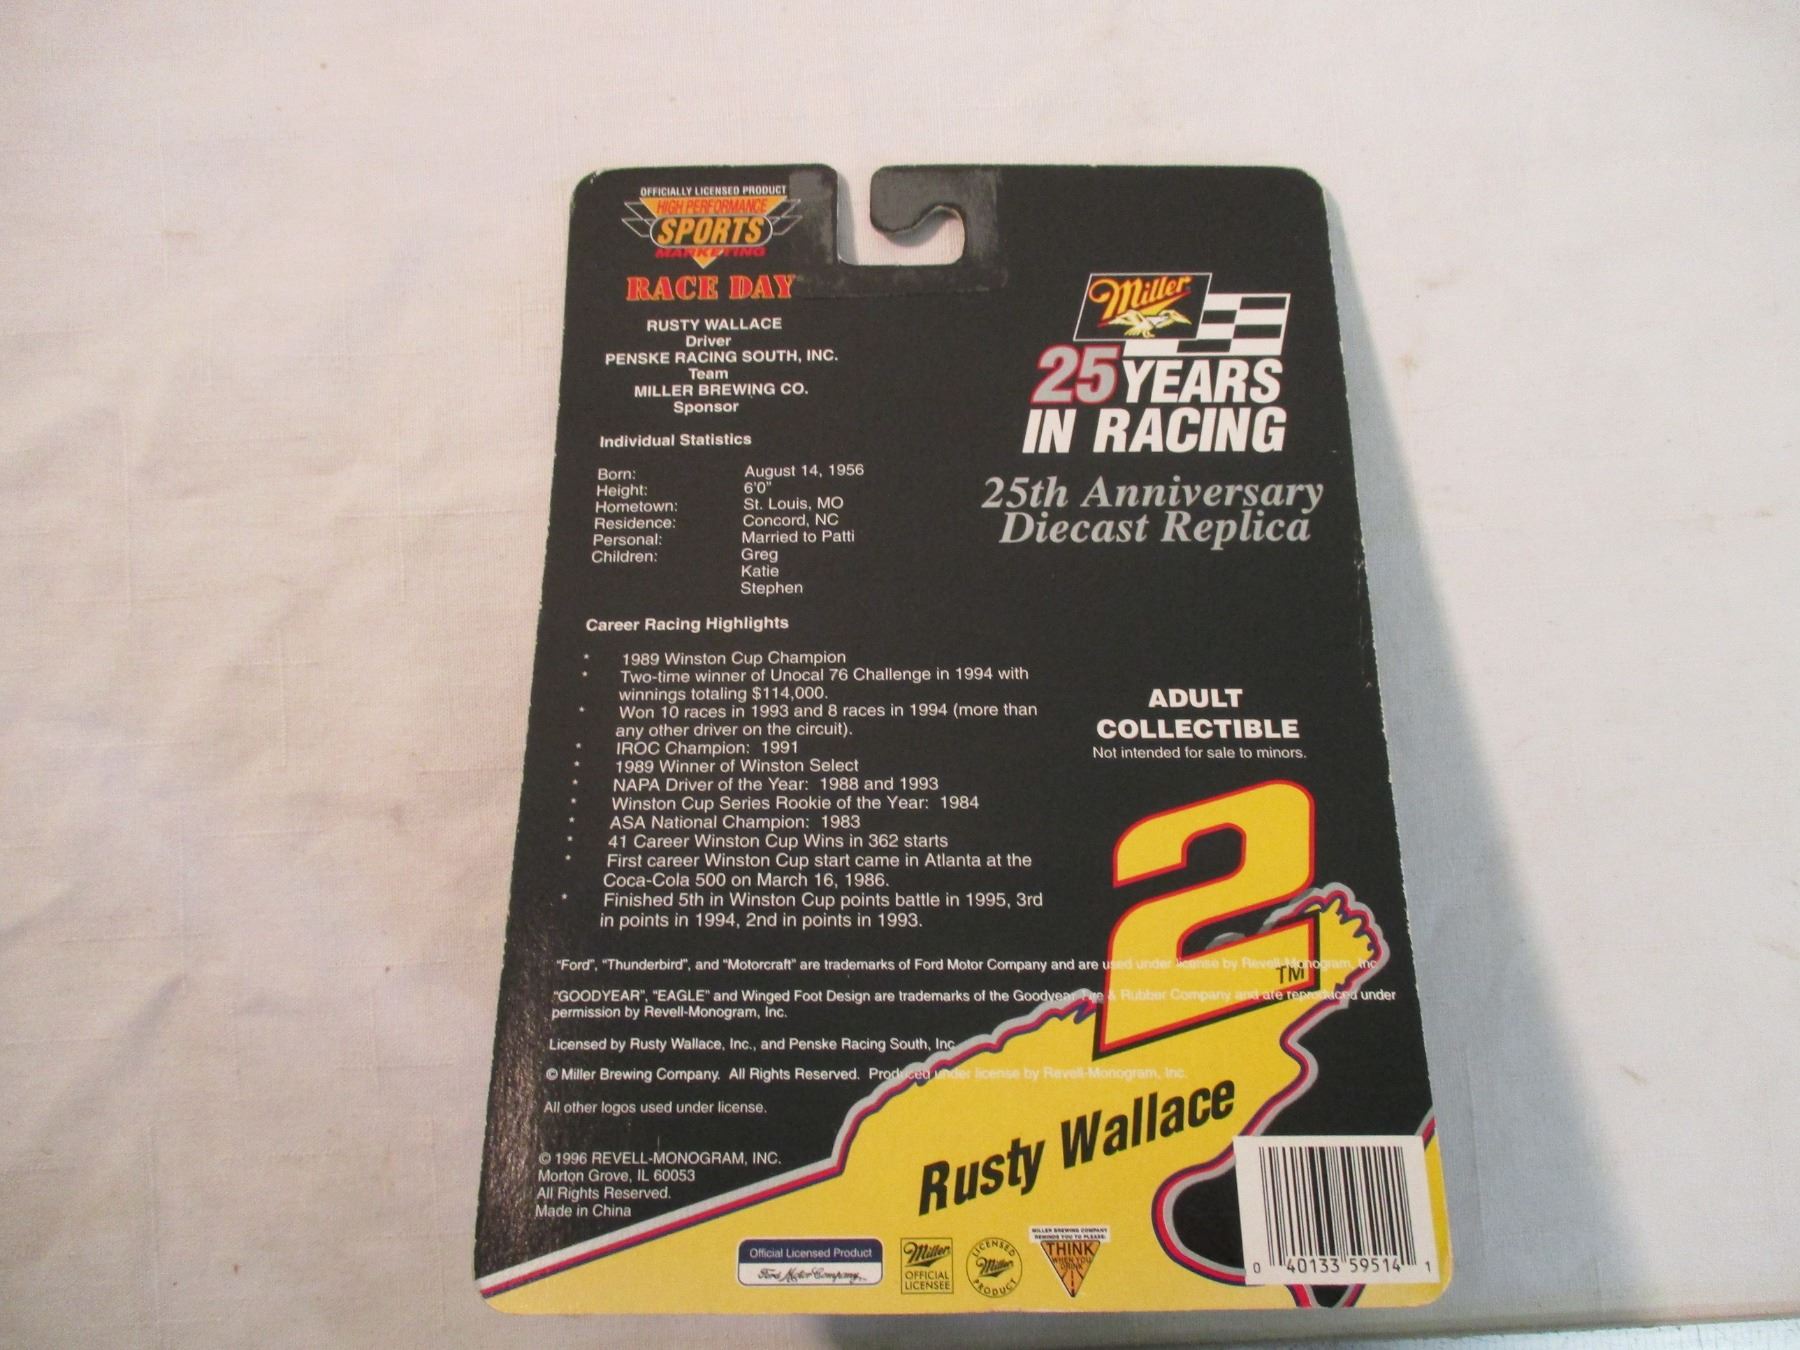 OFFICIALLY LICENSED PRODUCT
HIGH PERFORMANCE
SPORTS
MARKETING
RACE DAY
RUSTY WALLACE
Driver
PENSKE RACING SOUTH, INC.
Team
MILLER BREWING CO.
Sponsor
Individual Statistics
Born: August 14, 1956
Height: 6'0"
Hometown: St. Louis, MO
Residence: Concord, NC
Personal: Married to Patti
Children: Greg
Katie
Stephen
Career Racing Highlights
* 1989 Winston Cup Champion
* Two-time winner of Unocal 76 Challenge in 1994 with
winnings totaling $114,000.
* Won 10 races in 1993 and 8 races in 1994 (more than
any other driver on the circuit).
* IROC Champion: 1991
* 1989 Winner of Winston Select
* NAPA Driver of the Year: 1988 and 1993
* Winston Cup Series Rookie of the Year: 1984
* ASA National Champion: 1983
* 41 Career Winston Cup Wins in 362 starts
* First career Winston Cup start came in Atlanta at the
Coca-Cola 500 on March 16, 1986.
* Finished 5th in Winston Cup points battle in 1995, 3rd
in points in 1994, 2nd in points in 1993.
Miller
25 YEARS
IN RACING
25th Anniversary
Diecast Replica
ADULT
COLLECTIBLE
Not intended for sale to minors.
2
TM
"Ford", "Thunderbird", and "Motorcraft" are trademarks of Ford Motor Company and are used under license by Revell-Monogram, Inc.
"GOODYEAR", "EAGLE" and Winged Foot Design are trademarks of the Goodyear Tire & Rubber Company and are reproduced under
permission by Revell-Monogram, Inc.
Licensed by Rusty Wallace, Inc., and Penske Racing South, Inc.
© Miller Brewing Company. All Rights Reserved. Produced under license by Revell-Monogram, Inc.
All other logos used under license.
© 1996 REVELL-MONOGRAM, INC.
Morton Grove, IL 60053
All Rights Reserved.
Made in China
Rusty Wallace
Official Licensed Product
Ford Motor Company
Miller
OFFICIAL
LICENSEE
LICENSED
Miller
PRODUCT
MILLER BREWING COMPANY
REMINDS YOU TO PLEASE:
THINK
WHEN YOU
DRINK
0 40133 59514 1